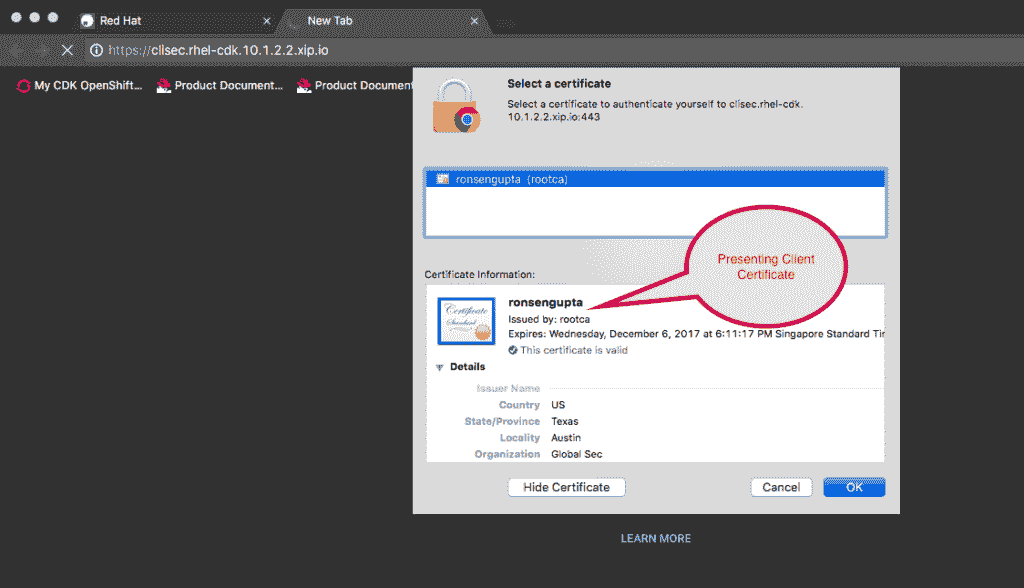 Red Hat
New Tab
https://clisec.rhel-cdk.10.1.2.2.xip.io
My CDK OpenShift...
Product Document...
Product Document
Select a certificate
Select a certificate to authenticate yourself to clisec.rhel-cdk.
10.1.2.2.xip.io:443
ronsengupta (rootca)
Presenting Client
Certificate
Certificate Information:
Certificate
Standard
ronsengupta
Issued by: rootca
Expires: Wednesday, December 6, 2017 at 6:11:17 PM Singapore Standard Tir
This certificate is valid
Details
Issuer Name
Country US
State/Province Texas
Locality Austin
Organization Global Sec
Hide Certificate
Cancel
OK
LEARN MORE